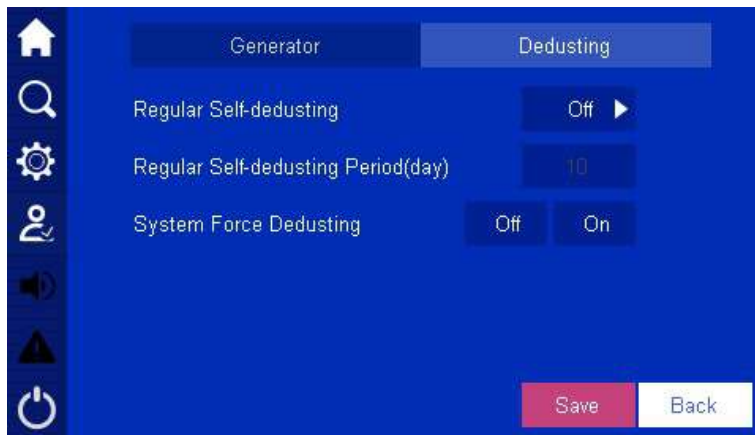 Generator Dedusting
Regular Self-dedusting Off
Regular Self-dedusting Period(day) 10
System Force Dedusting Off On
Save Back